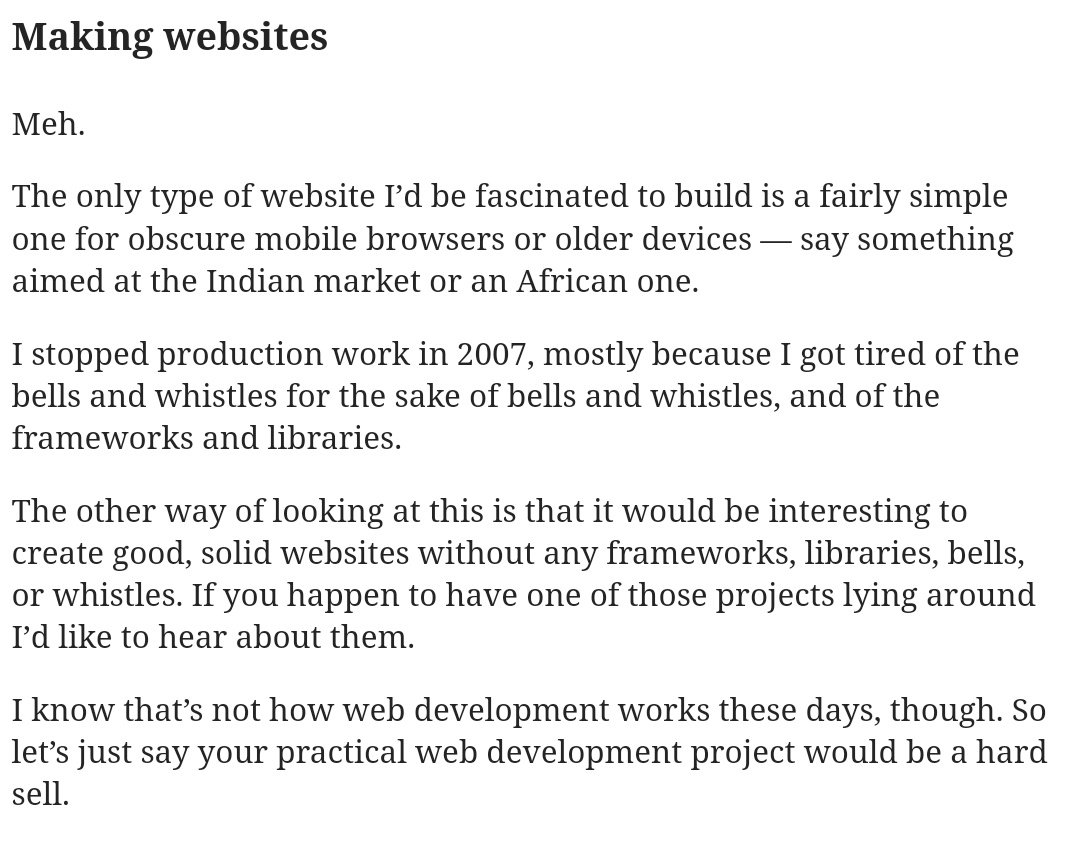 Making websites
Meh.
The only type of website I’d be fascinated to build is a fairly simple
one for obscure mobile browsers or older devices — say something
aimed at the Indian market or an African one.
I stopped production work in 2007, mostly because I got tired of the
bells and whistles for the sake of bells and whistles, and of the
frameworks and libraries.
The other way of looking at this is that it would be interesting to
create good, solid websites without any frameworks, libraries, bells,
or whistles. If you happen to have one of those projects lying around
I’d like to hear about them.
I know that’s not how web development works these days, though. So
let’s just say your practical web development project would be a hard
sell.